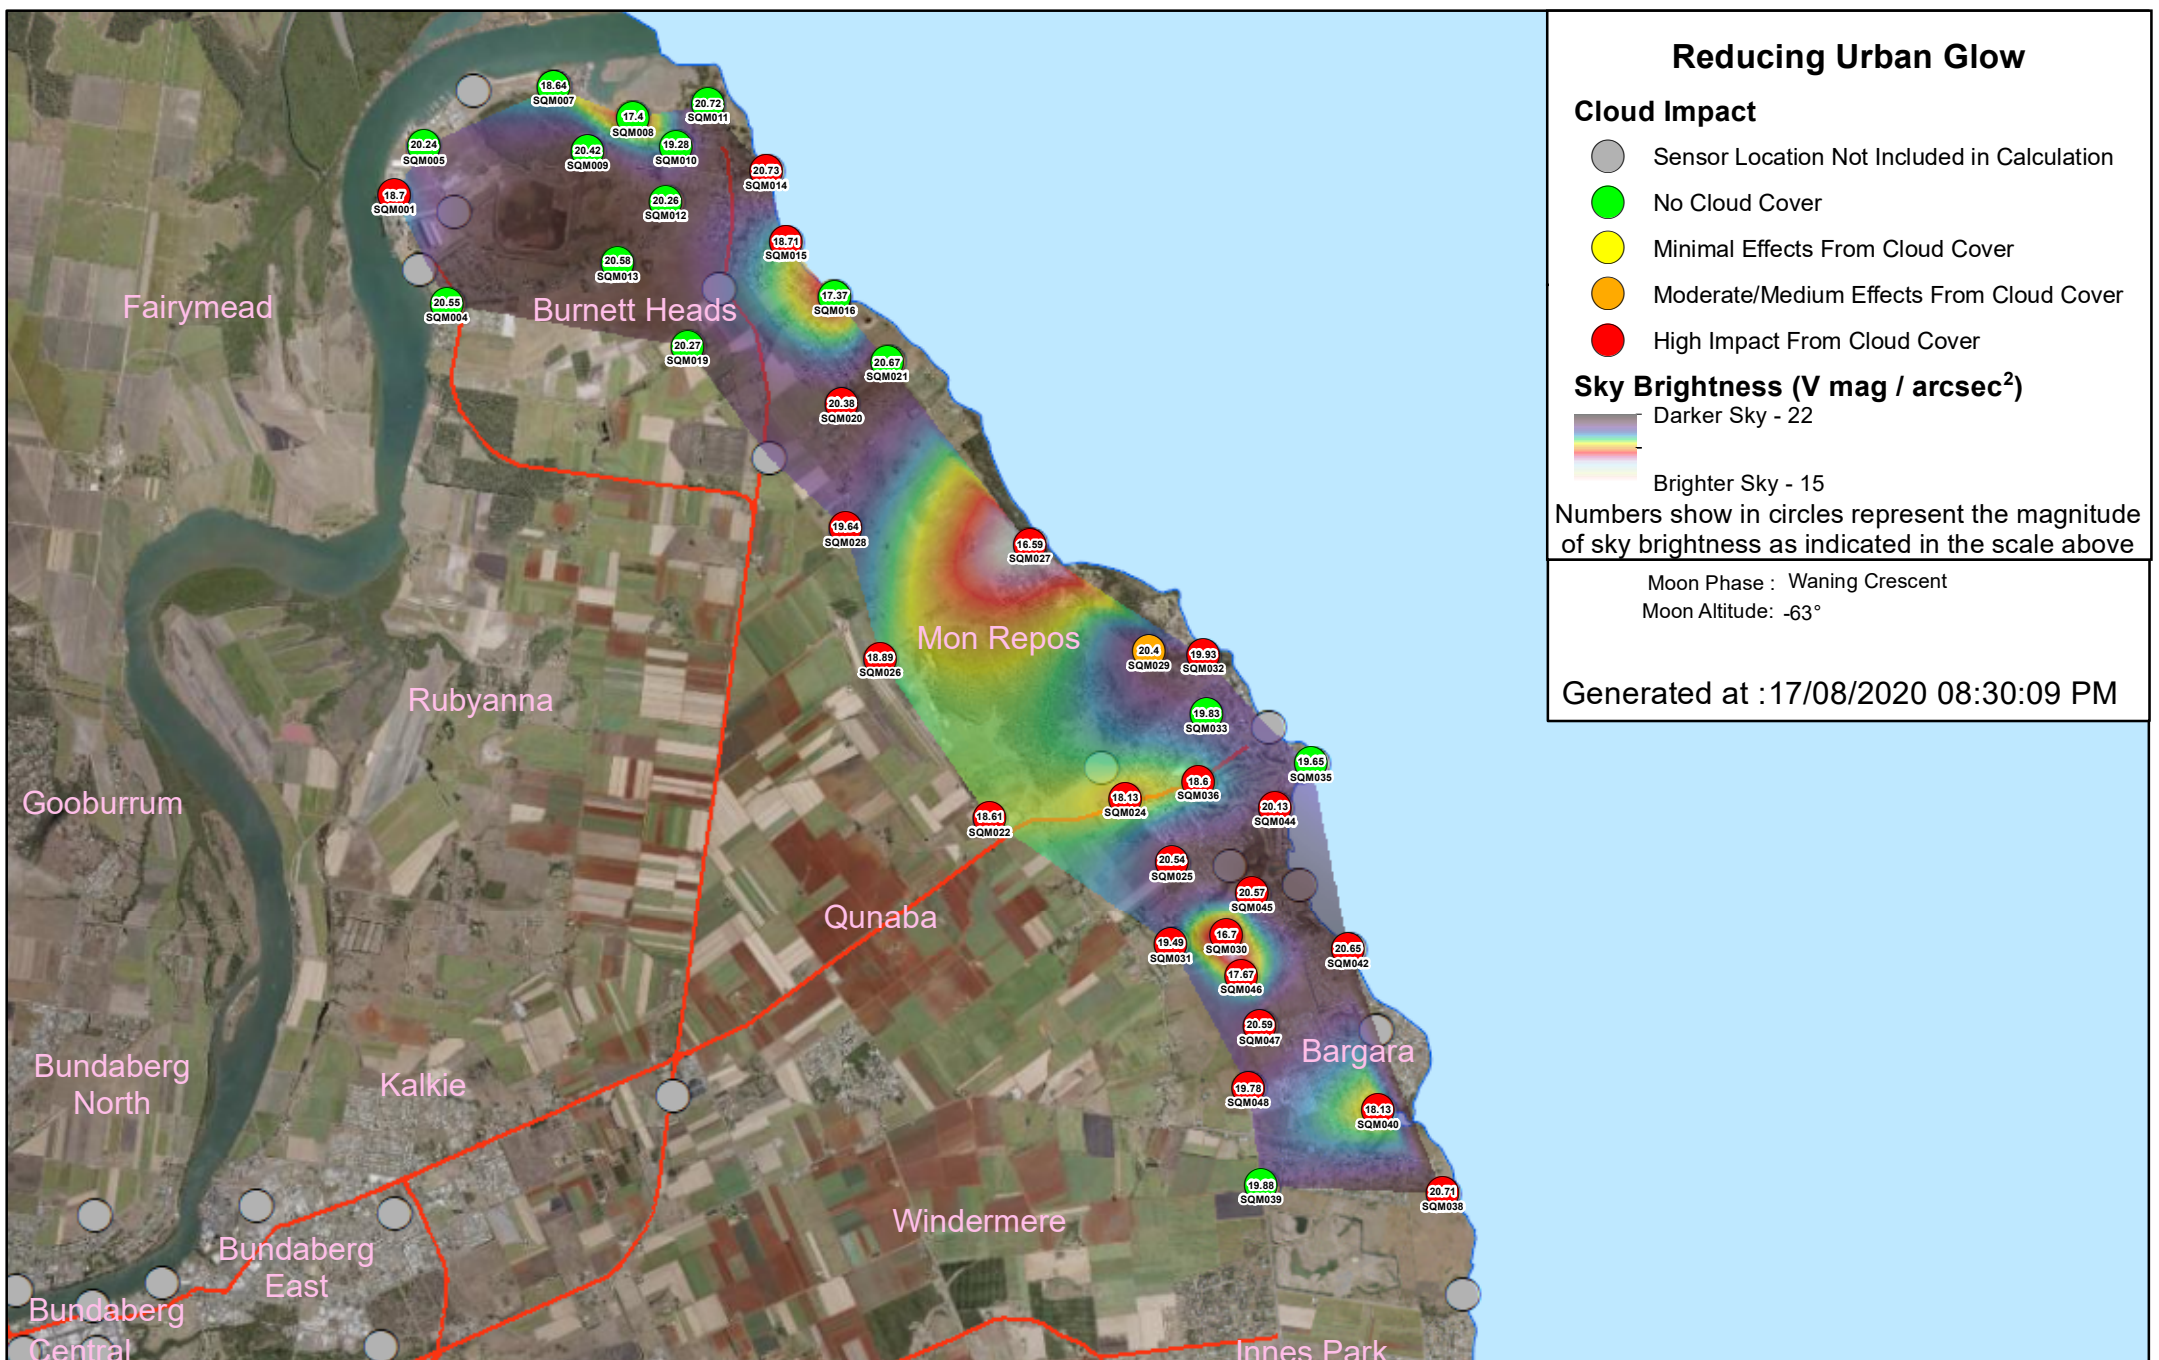 Reducing Urban Glow
Cloud Impact
Sensor Location Not Included in Calculation
No Cloud Cover
Minimal Effects From Cloud Cover
Moderate/Medium Effects From Cloud Cover
High Impact From Cloud Cover
Sky Brightness (V mag / arcsec²)
Darker Sky - 22
Brighter Sky - 15
Numbers show in circles represent the magnitude
of sky brightness as indicated in the scale above
Moon Phase : Waning Crescent
Moon Altitude: -63°
Generated at :17/08/2020 08:30:09 PM
18.64
SQM007
17.4
SQM008
20.72
SQM011
20.24
SQM005
20.42
SQM009
19.28
SQM010
20.73
SQM014
18.7
SQM001
20.26
SQM012
18.71
SQM015
20.58
SQM013
20.55
SQM004
17.37
SQM016
Fairymead
Burnett Heads
20.27
SQM019
20.67
SQM021
20.38
SQM020
19.64
SQM028
16.59
SQM027
Mon Repos
18.89
SQM026
20.4
SQM029
19.93
SQM032
Rubyanna
19.83
SQM033
19.65
SQM035
18.6
SQM036
18.13
SQM024
20.13
SQM044
18.61
SQM022
Gooburrum
20.54
SQM025
20.57
SQM045
Qunaba
16.7
SQM030
19.49
SQM031
20.65
SQM042
17.67
SQM046
20.59
SQM047
Bargara
Bundaberg
North
Kalkie
19.78
SQM048
18.13
SQM040
19.88
SQM039
20.71
SQM038
Windermere
Bundaberg
East
Bundaberg
Central
Innes Park